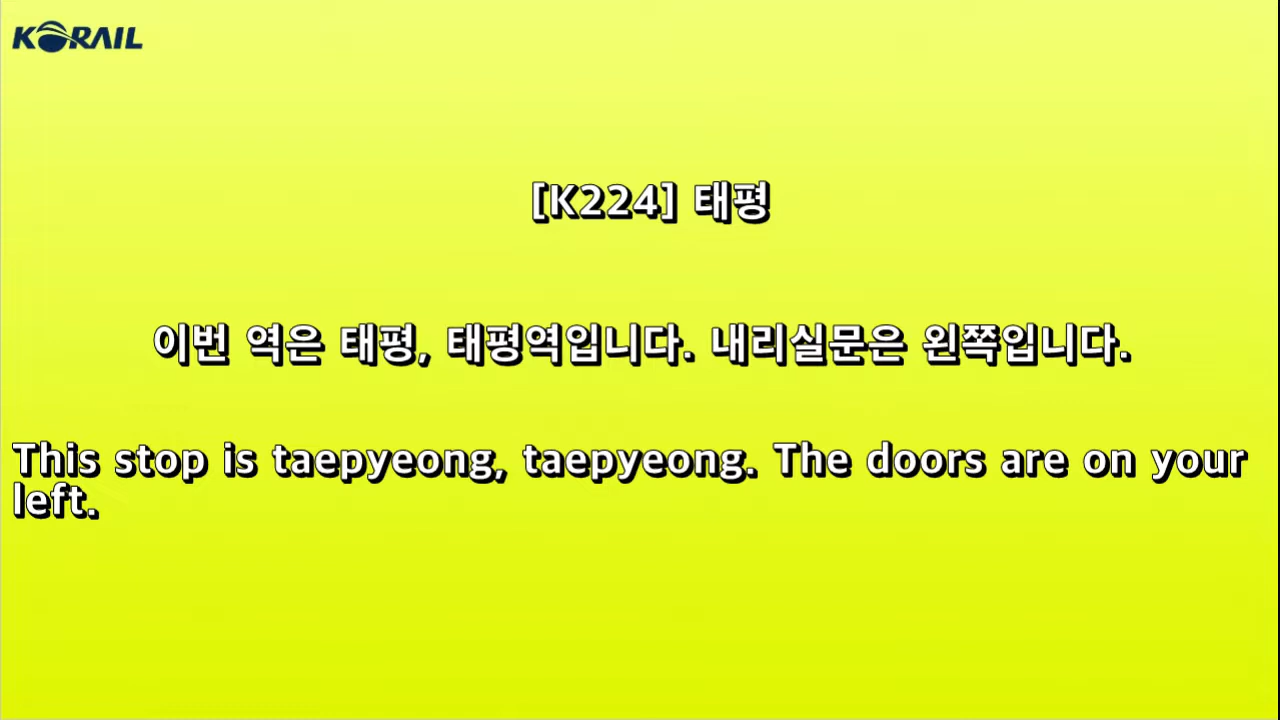 KORAIL
[K224] 태평
이번 역은 태평, 태평역입니다. 내리실문은 왼쪽입니다.
This stop is taepyeong, taepyeong. The doors are on your
left.